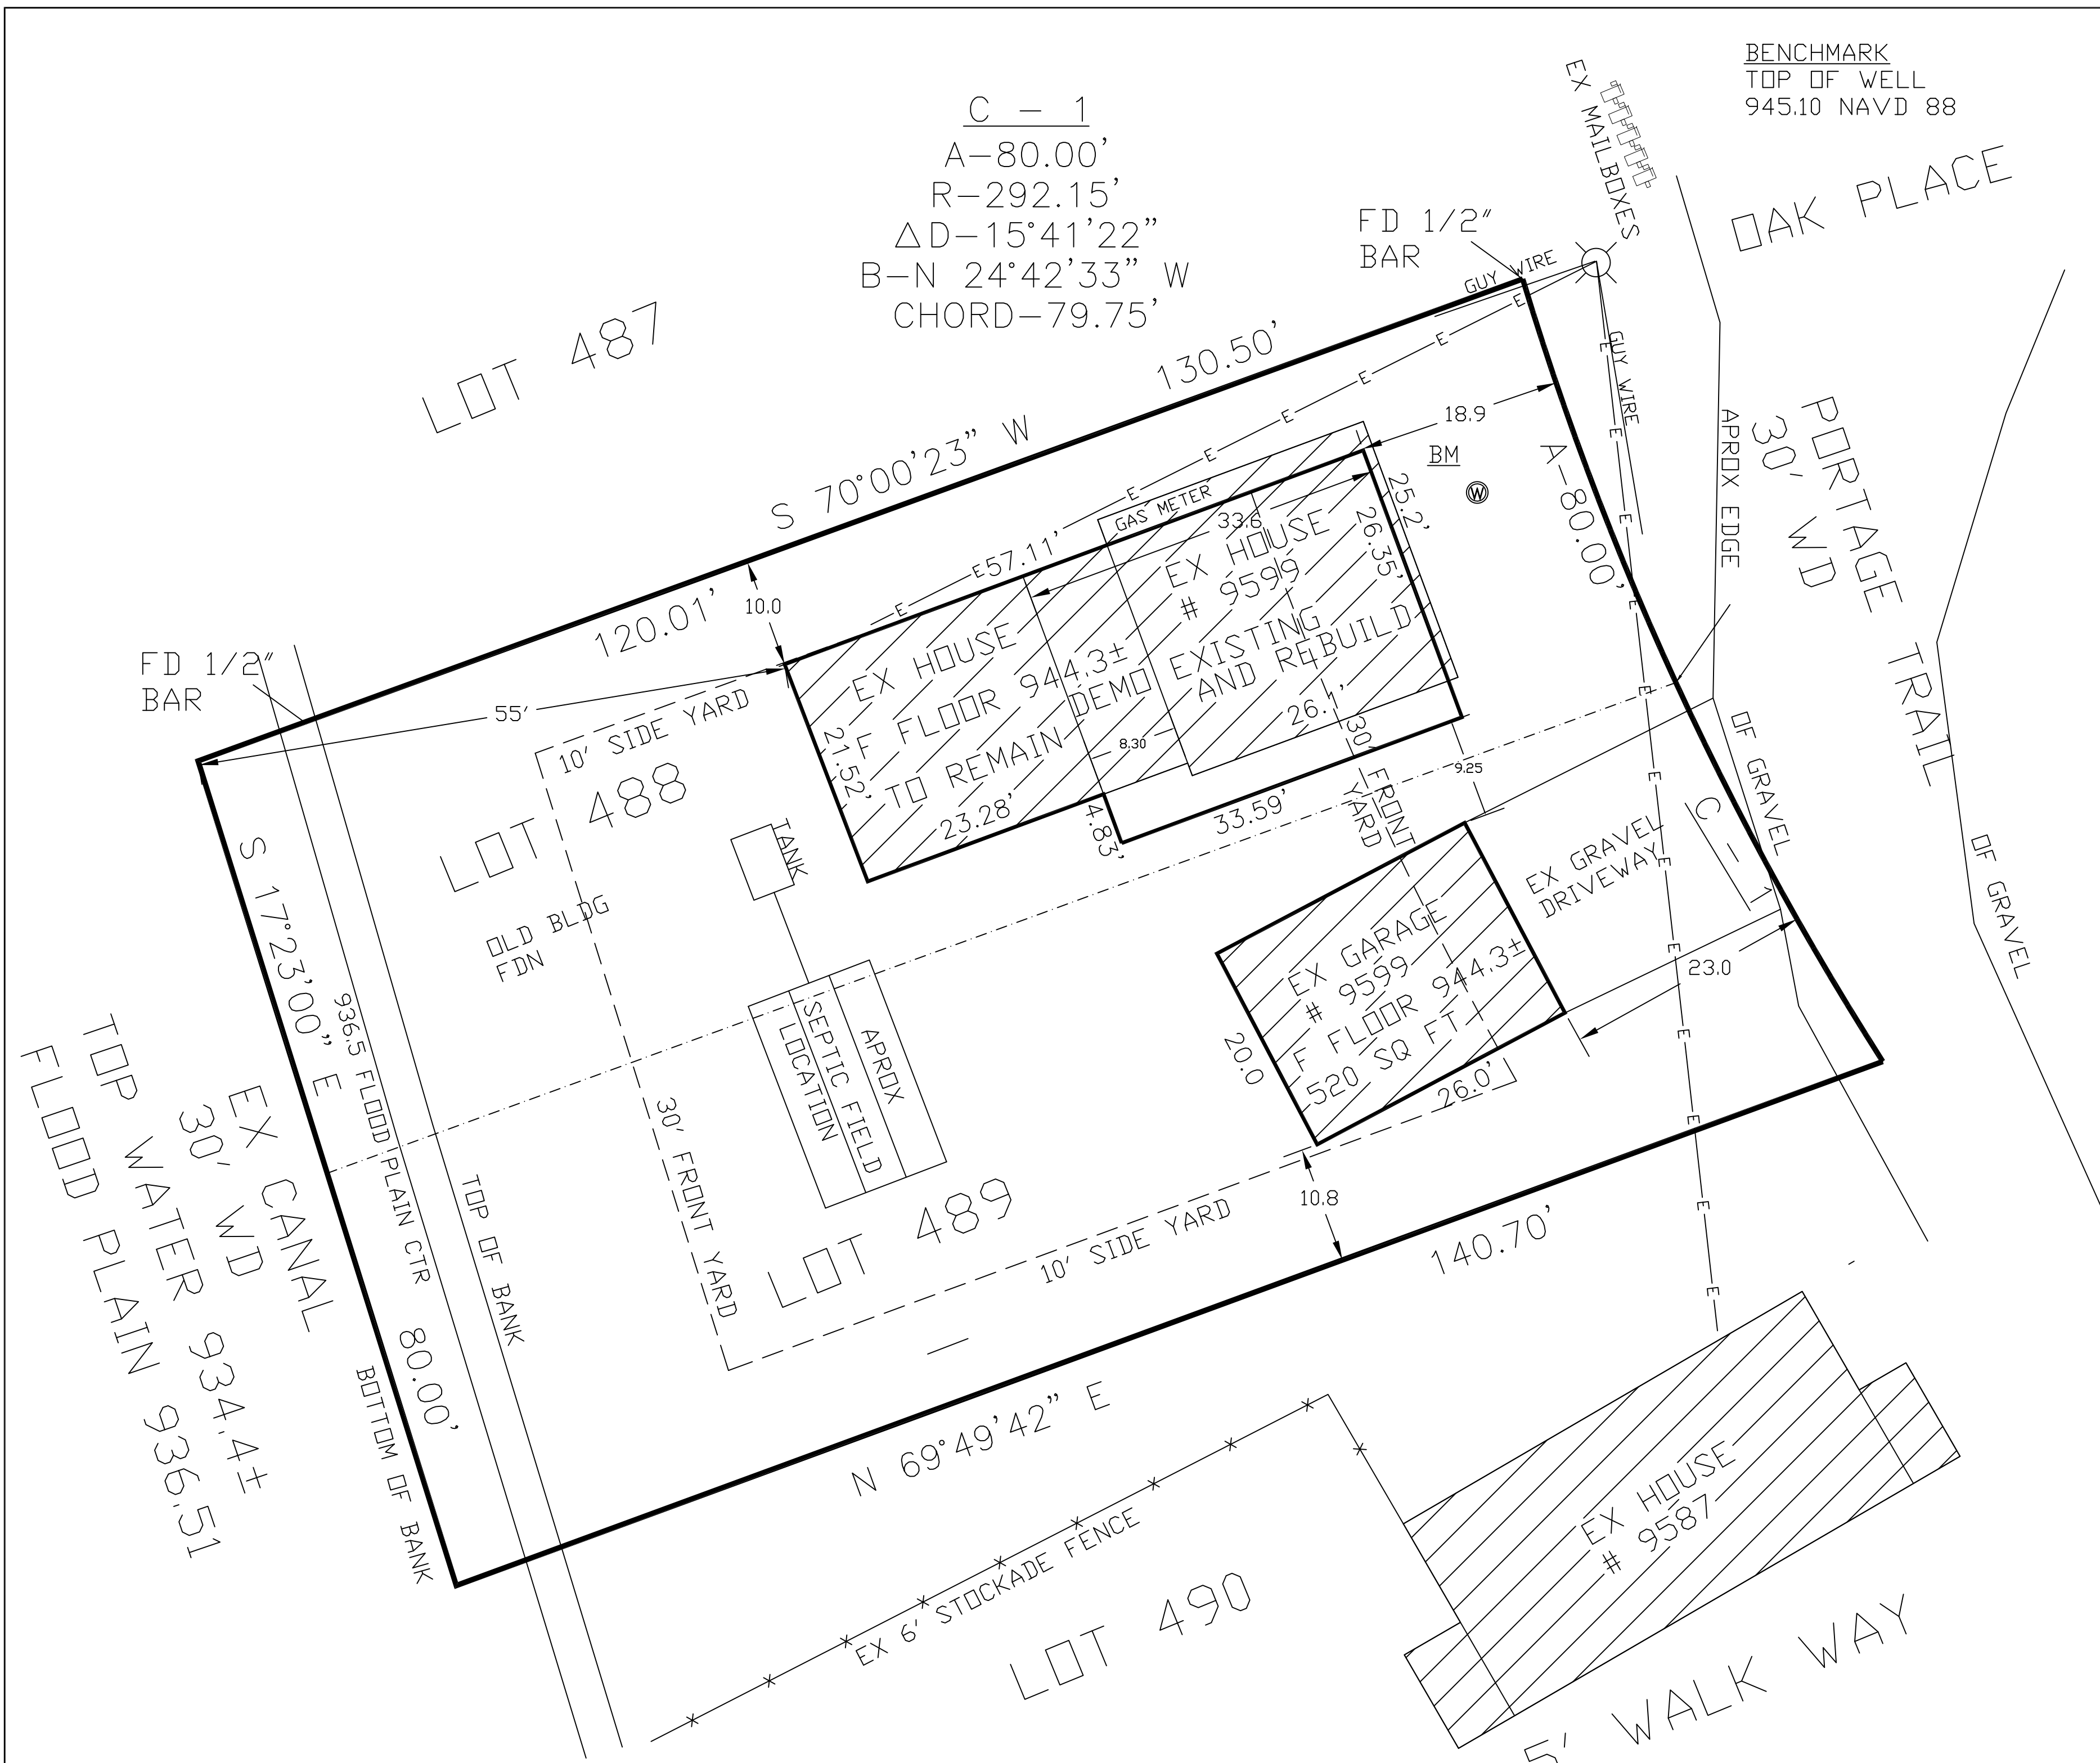 BENCHMARK
TOP OF WELL
945.10 NAVD 88
C - 1
A-80.00'
R-292.15'
△D-15°41'22"
B-N 24°42'33" W
CHORD-79.75'
EX MAILBOXES
OAK PLACE
FD 1/2"
BAR
GUY WIRE
GUY WIRE
LOT 487
130.50'
S 70°00'23" W
120.01'
18.9
BM
W
A-80.00'
APROX EDGE
OF GRAVEL
PORTAGE TRAIL
30' WD
OF GRAVEL
FD 1/2"
BAR
55'
10.0
57.11'
GAS METER
33.6
25.2'
26.35'
EX HOUSE
# 9599
DEMO EXISTING
AND REBUILD
EX HOUSE
F FLOOR 944.3±
TO REMAIN
21.52'
23.28'
4.83'
8.30
26.1'
33.59'
9.25
30'
FRONT
YARD
10' SIDE YARD
LOT 488
TANK
OLD BLDG
FDN
APROX
SEPTIC FIELD
LOCATION
30' FRONT YARD
EX GRAVEL
DRIVEWAY
C - 1
EX GARAGE
# 9599
F FLOOR 944.3±
520 SQ FT
20.0
26.0'
23.0
10.8
10' SIDE YARD
LOT 489
140.70'
N 69°49'42" E
S 17°23'00" E
80.00'
936.5 FLOOD PLAIN CTR
TOP OF BANK
BOTTOM OF BANK
EX CANAL
30' WD
TOP WATER 934.4±
FLOOD PLAIN 936.51
EX 6' STOCKADE FENCE
LOT 490
EX HOUSE
# 9587
5' WALK WAY
E E E E E E E E
E E E E E E E E E E E E E